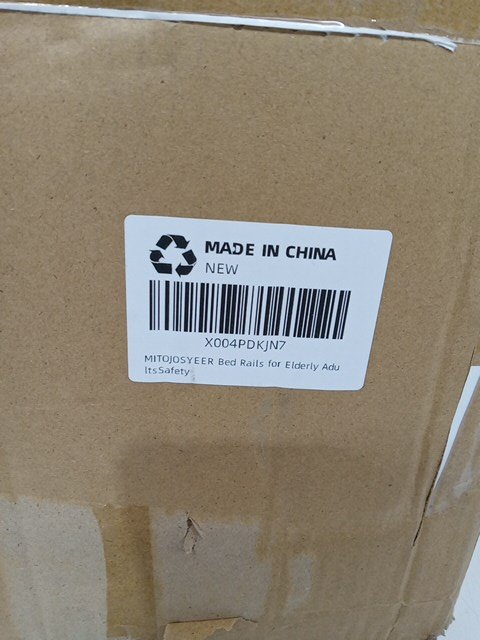 MADE IN CHINA
NEW
X004PDKJN7
MITOJOSYEER Bed Rails for Elderly Adu
ltsSafety